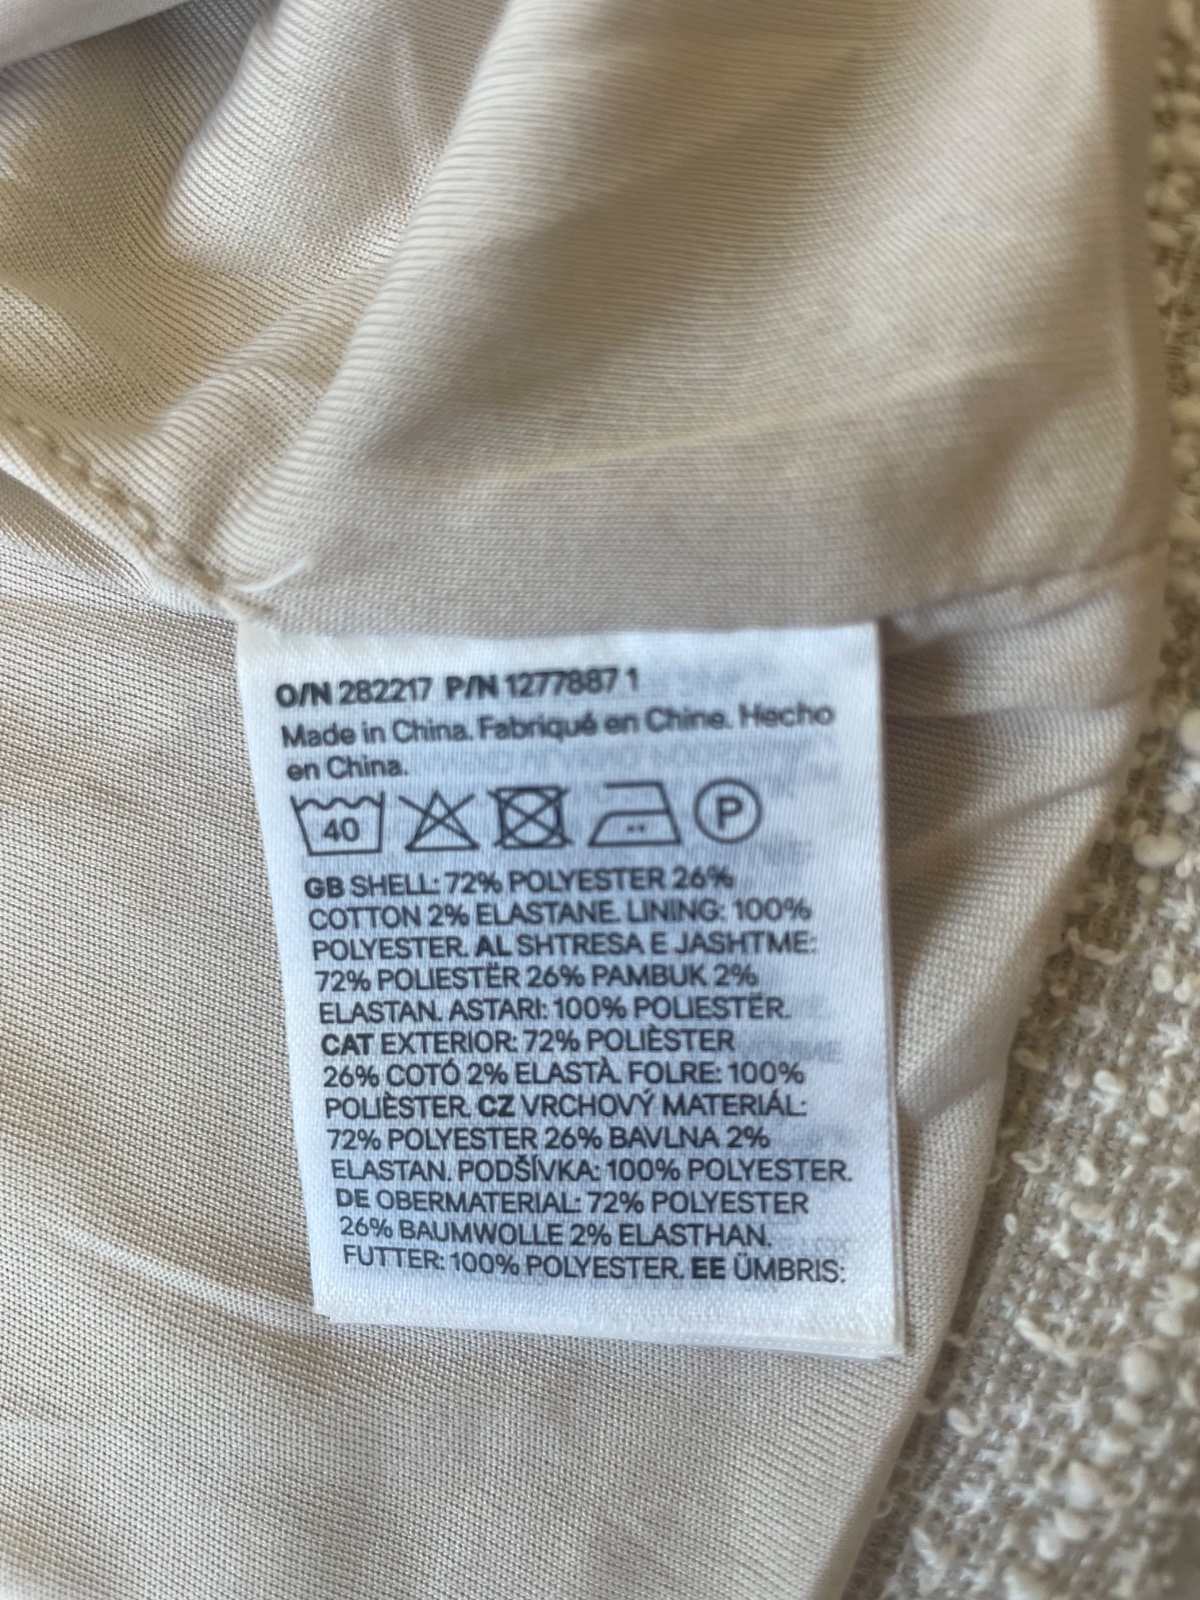 O/N 282217 P/N 1277887 1
Made in China. Fabriqué en Chine. Hecho
en China.
40 P
GB SHELL: 72% POLYESTER 26%
COTTON 2% ELASTANE. LINING: 100%
POLYESTER. AL SHTRESA E JASHTME:
72% POLIESTËR 26% PAMBUK 2%
ELASTAN. ASTARI: 100% POLIESTËR.
CAT EXTERIOR: 72% POLIÈSTER
26% COTÓ 2% ELASTÀ. FOLRE: 100%
POLIÈSTER. CZ VRCHOVÝ MATERIÁL:
72% POLYESTER 26% BAVLNA 2%
ELASTAN. PODŠÍVKA: 100% POLYESTER.
DE OBERMATERIAL: 72% POLYESTER
26% BAUMWOLLE 2% ELASTHAN.
FUTTER: 100% POLYESTER. EE ÜMBRIS: